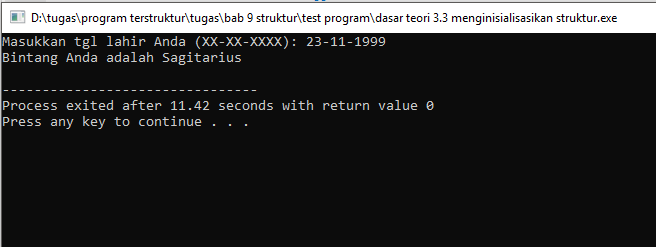 D:\tugas\program terstruktur\tugas\bab 9 struktur\test program\dasar teori 3.3 menginisialisasikan struktur.exe
Masukkan tgl lahir Anda (XX-XX-XXXX): 23-11-1999
Bintang Anda adalah Sagitarius
--------------------------------
Process exited after 11.42 seconds with return value 0
Press any key to continue . . .